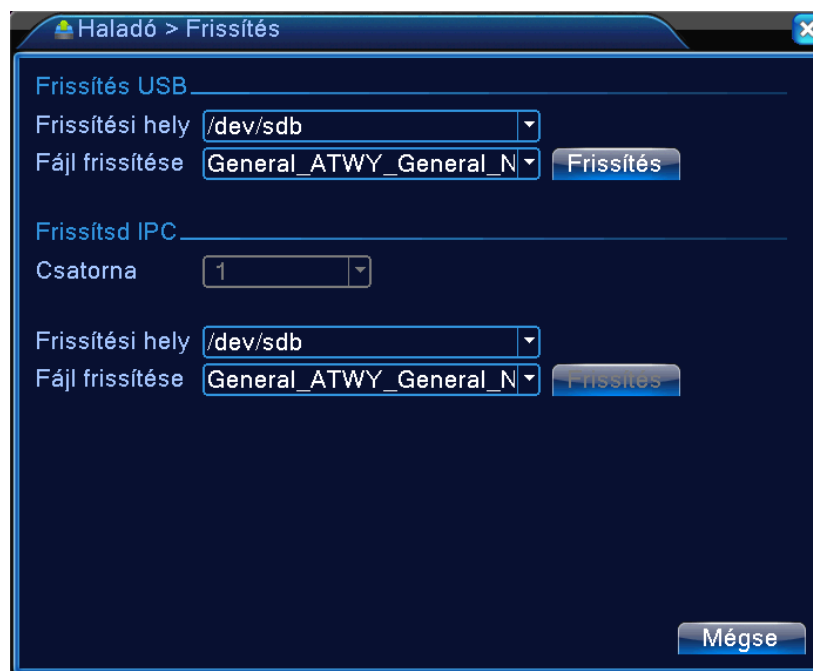 Haladó > Frissítés
Frissítés USB
Frissítési hely /dev/sdb
Fájl frissítése General_ATWY_General_N Frissítés
Frissítsd IPC
Csatorna 1
Frissítési hely /dev/sdb
Fájl frissítése General_ATWY_General_N Frissítés
Mégse